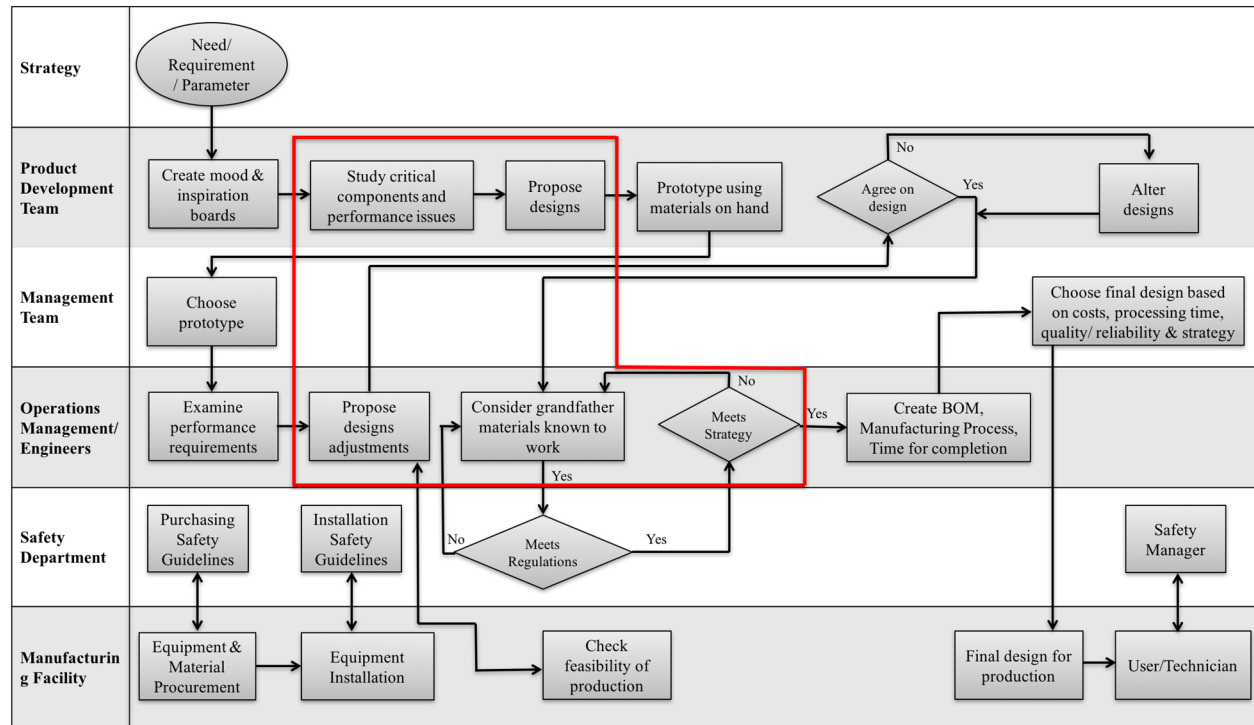 Strategy
Need/
Requirement
/ Parameter
Product
Development
Team
Create mood &
inspiration
boards
Study critical
components and
performance issues
Propose
designs
Prototype using
materials on hand
Agree on
design
No
Yes
Alter
designs
Management
Team
Choose
prototype
Choose final design based
on costs, processing time,
quality/ reliability & strategy
Operations
Management/
Engineers
Examine
performance
requirements
Propose
designs
adjustments
Consider grandfather
materials known to
work
Yes
No
Meets
Strategy
Yes
Create BOM,
Manufacturing Process,
Time for completion
Safety
Department
Purchasing
Safety
Guidelines
Installation
Safety
Guidelines
No
Meets
Regulations
Yes
Safety
Manager
Manufacturin
g Facility
Equipment &
Material
Procurement
Equipment
Installation
Check
feasibility of
production
Final design for
production
User/Technician